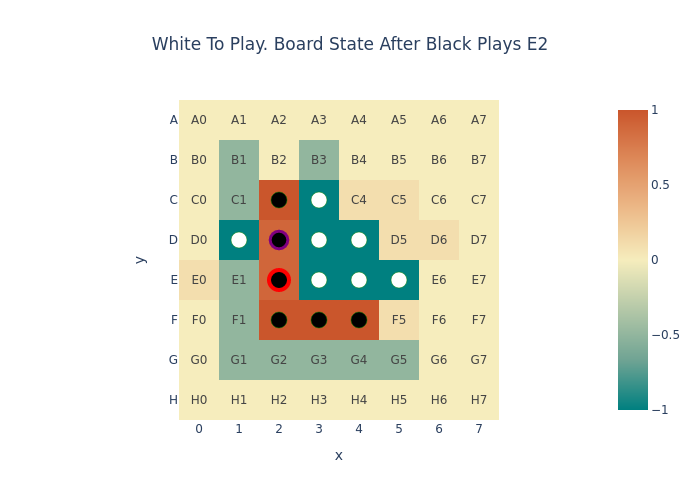 White To Play. Board State After Black Plays E2
A A0 A1 A2 A3 A4 A5 A6 A7
B B0 B1 B2 B3 B4 B5 B6 B7
C C0 C1 C4 C5 C6 C7
D D0 D5 D6 D7
E E0 E1 E6 E7
F F0 F1 F5 F6 F7
G G0 G1 G2 G3 G4 G5 G6 G7
H H0 H1 H2 H3 H4 H5 H6 H7
0 1 2 3 4 5 6 7
x
y
1
0.5
0
−0.5
−1